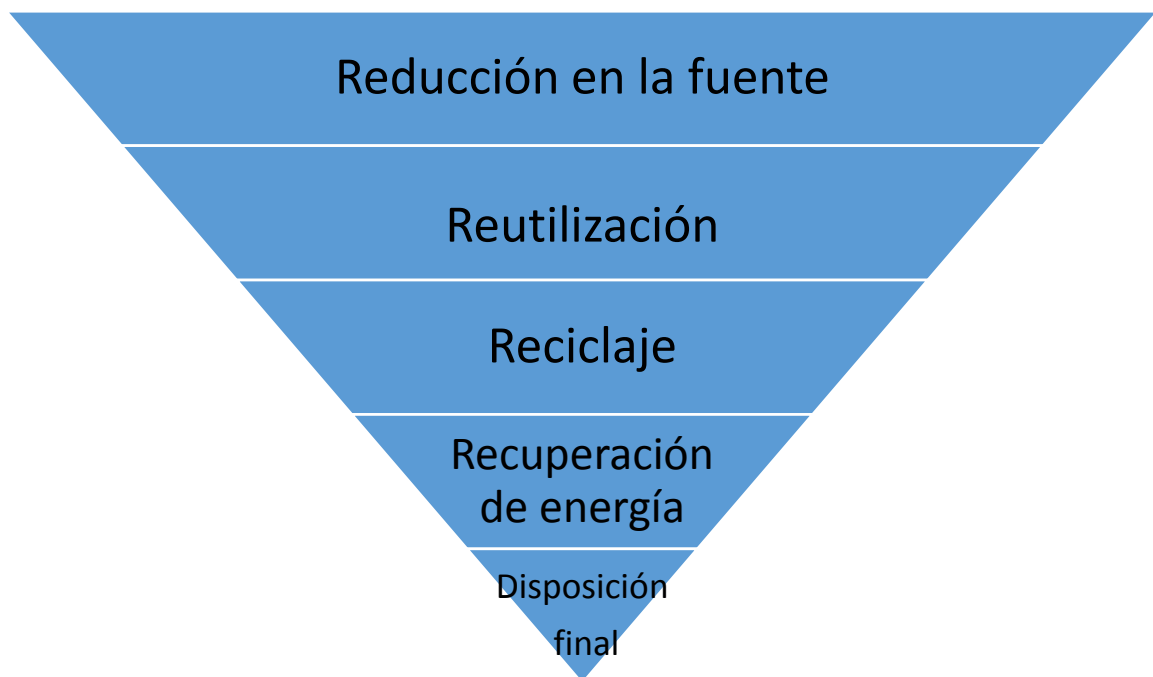 Reducción en la fuente
Reutilización
Reciclaje
Recuperación
de energía
Disposición
final